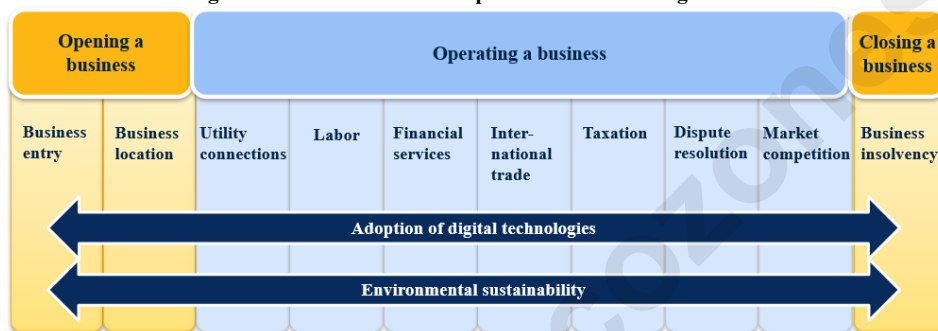 Opening a
business
Operating a business
Closing a
business
Business
entry
Business
location
Utility
connections
Labor
Financial
services
Inter-
national
trade
Taxation
Dispute
resolution
Market
competition
Business
insolvency
Adoption of digital technologies
Environmental sustainability